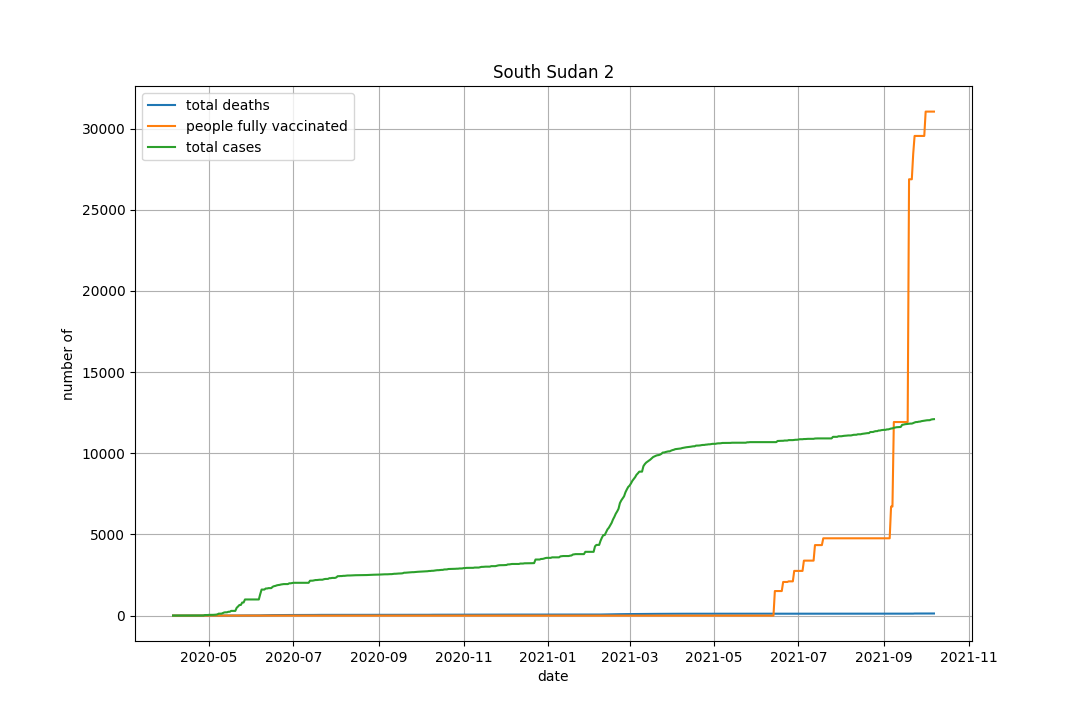 South Sudan 2
total deaths
people fully vaccinated
total cases
number of
30000
25000
20000
15000
10000
5000
0
2020-05 2020-07 2020-09 2020-11 2021-01 2021-03 2021-05 2021-07 2021-09 2021-11
date